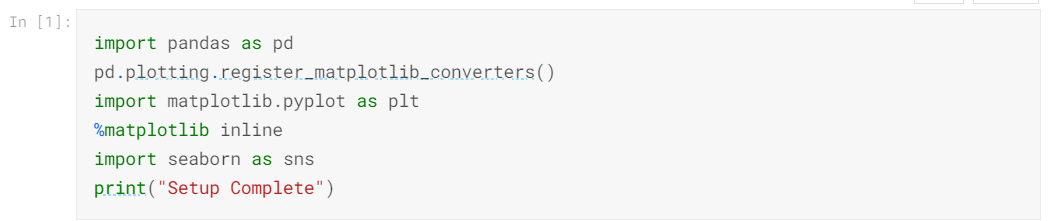 In [1]:
import pandas as pd
pd.plotting.register_matplotlib_converters()
import matplotlib.pyplot as plt
%matplotlib inline
import seaborn as sns
print("Setup Complete")